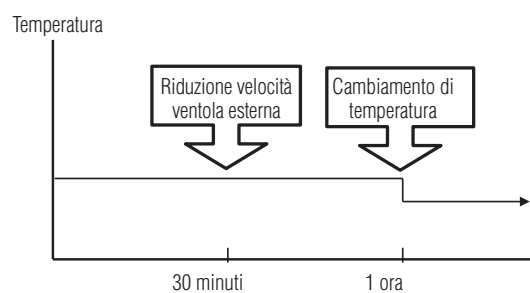 Temperatura
Riduzione velocità
ventola esterna
Cambiamento di
temperatura
30 minuti
1 ora